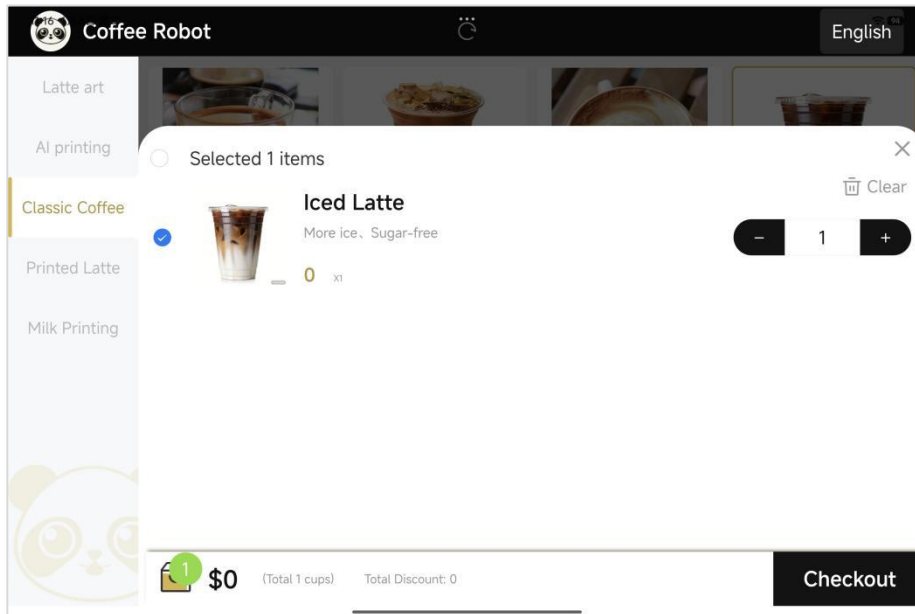 Coffee Robot
English
Latte art
AI printing
Classic Coffee
Printed Latte
Milk Printing
Selected 1 items
Clear
Iced Latte
More ice、Sugar-free
0 x1
− 1 +
1
$0 (Total 1 cups) Total Discount: 0
Checkout